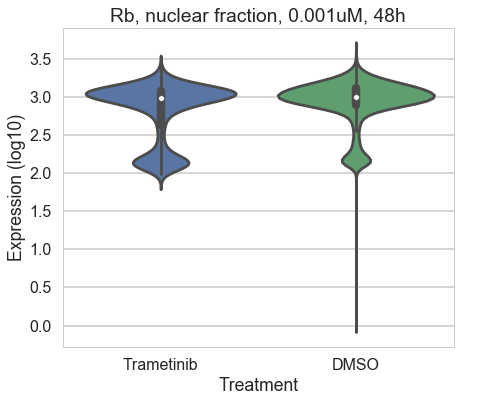 Rb, nuclear fraction, 0.001uM, 48h
Expression (log10)
3.5
3.0
2.5
2.0
1.5
1.0
0.5
0.0
Trametinib
DMSO
Treatment